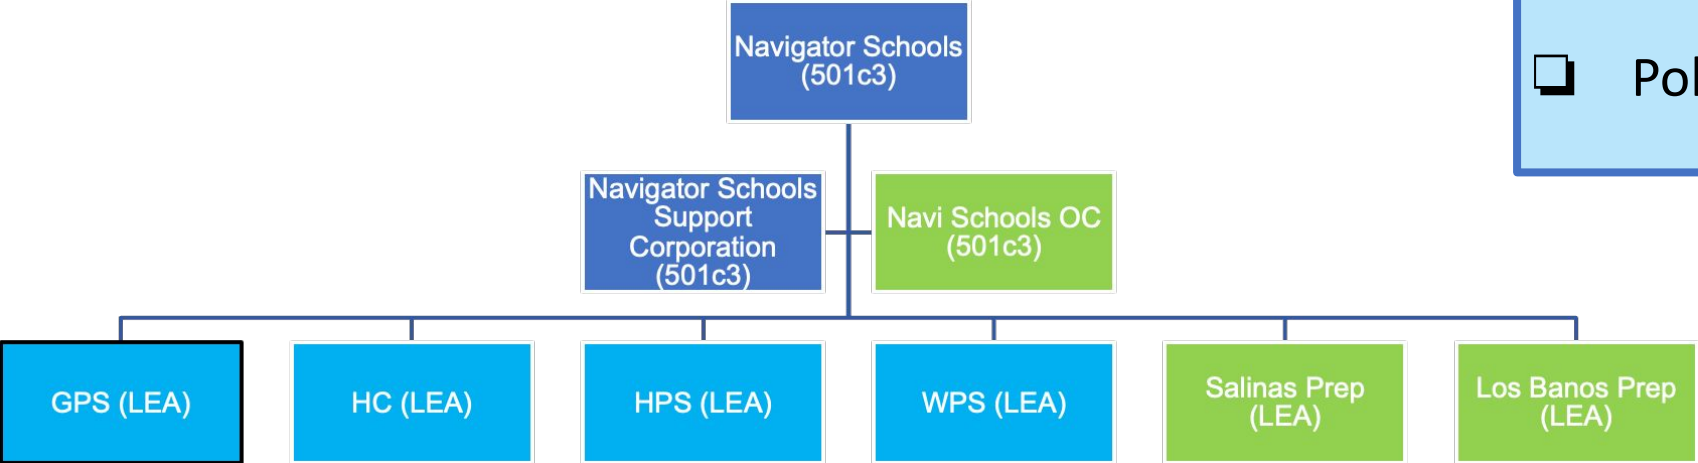 Navigator Schools
(501c3)
❑ Pol
Navigator Schools
Support
Corporation
(501c3)
Navi Schools OC
(501c3)
GPS (LEA)
HC (LEA)
HPS (LEA)
WPS (LEA)
Salinas Prep
(LEA)
Los Banos Prep
(LEA)